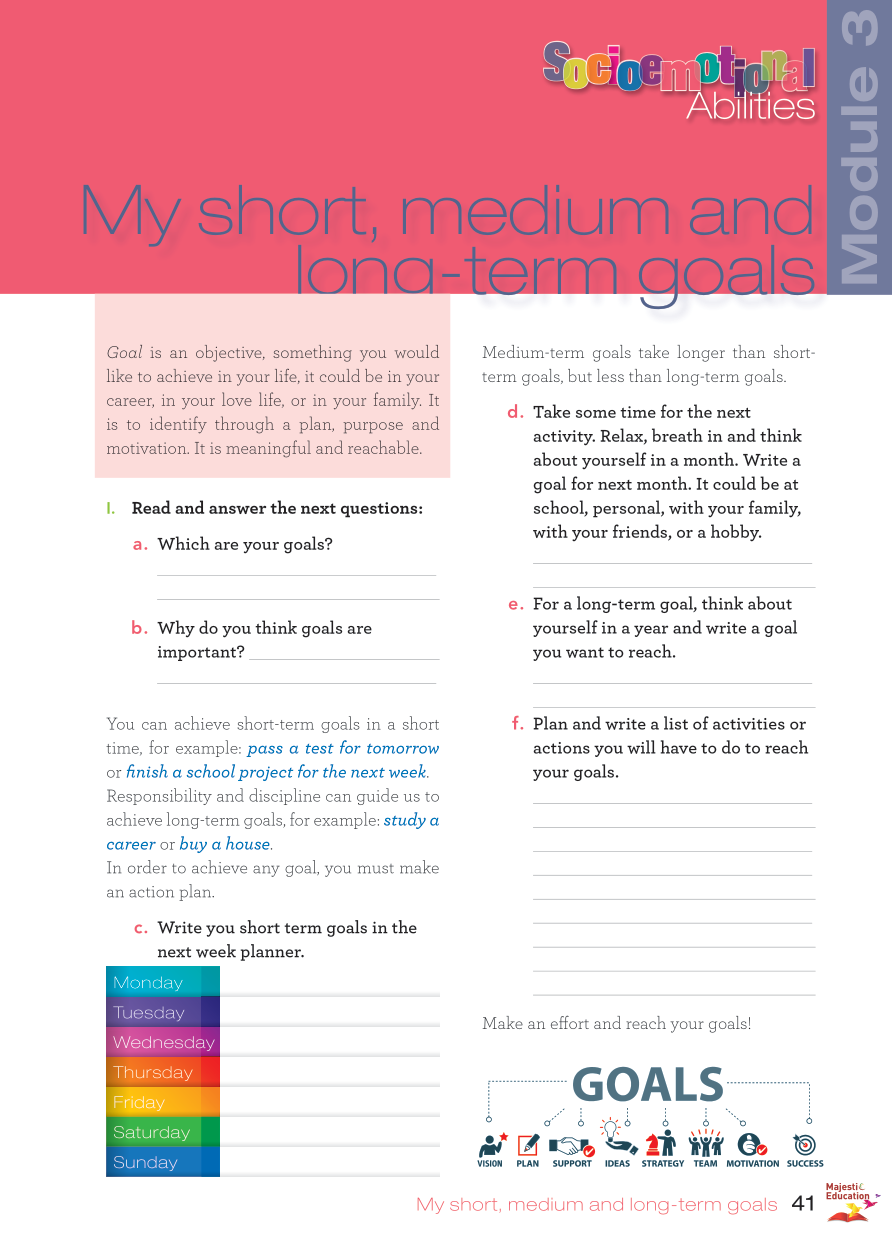 Module 3
Socioemotional
Abilities
My short, medium and
long-term goals
Goal is an objective, something you would
like to achieve in your life, it could be in your
career, in your love life, or in your family. It
is to identify through a plan, purpose and
motivation. It is meaningful and reachable.
I. Read and answer the next questions:
a. Which are your goals?
b. Why do you think goals are
important?
You can achieve short-term goals in a short
time, for example: pass a test for tomorrow
or finish a school project for the next week.
Responsibility and discipline can guide us to
achieve long-term goals, for example: study a
career or buy a house.
In order to achieve any goal, you must make
an action plan.
c. Write you short term goals in the
next week planner.
Monday
Tuesday
Wednesday
Thursday
Friday
Saturday
Sunday
Medium-term goals take longer than short-
term goals, but less than long-term goals.
d. Take some time for the next
activity. Relax, breath in and think
about yourself in a month. Write a
goal for next month. It could be at
school, personal, with your family,
with your friends, or a hobby.
e. For a long-term goal, think about
yourself in a year and write a goal
you want to reach.
f. Plan and write a list of activities or
actions you will have to do to reach
your goals.
Make an effort and reach your goals!
GOALS
VISION PLAN SUPPORT IDEAS STRATEGY TEAM MOTIVATION SUCCESS
My short, medium and long-term goals 41
Majestic
Education